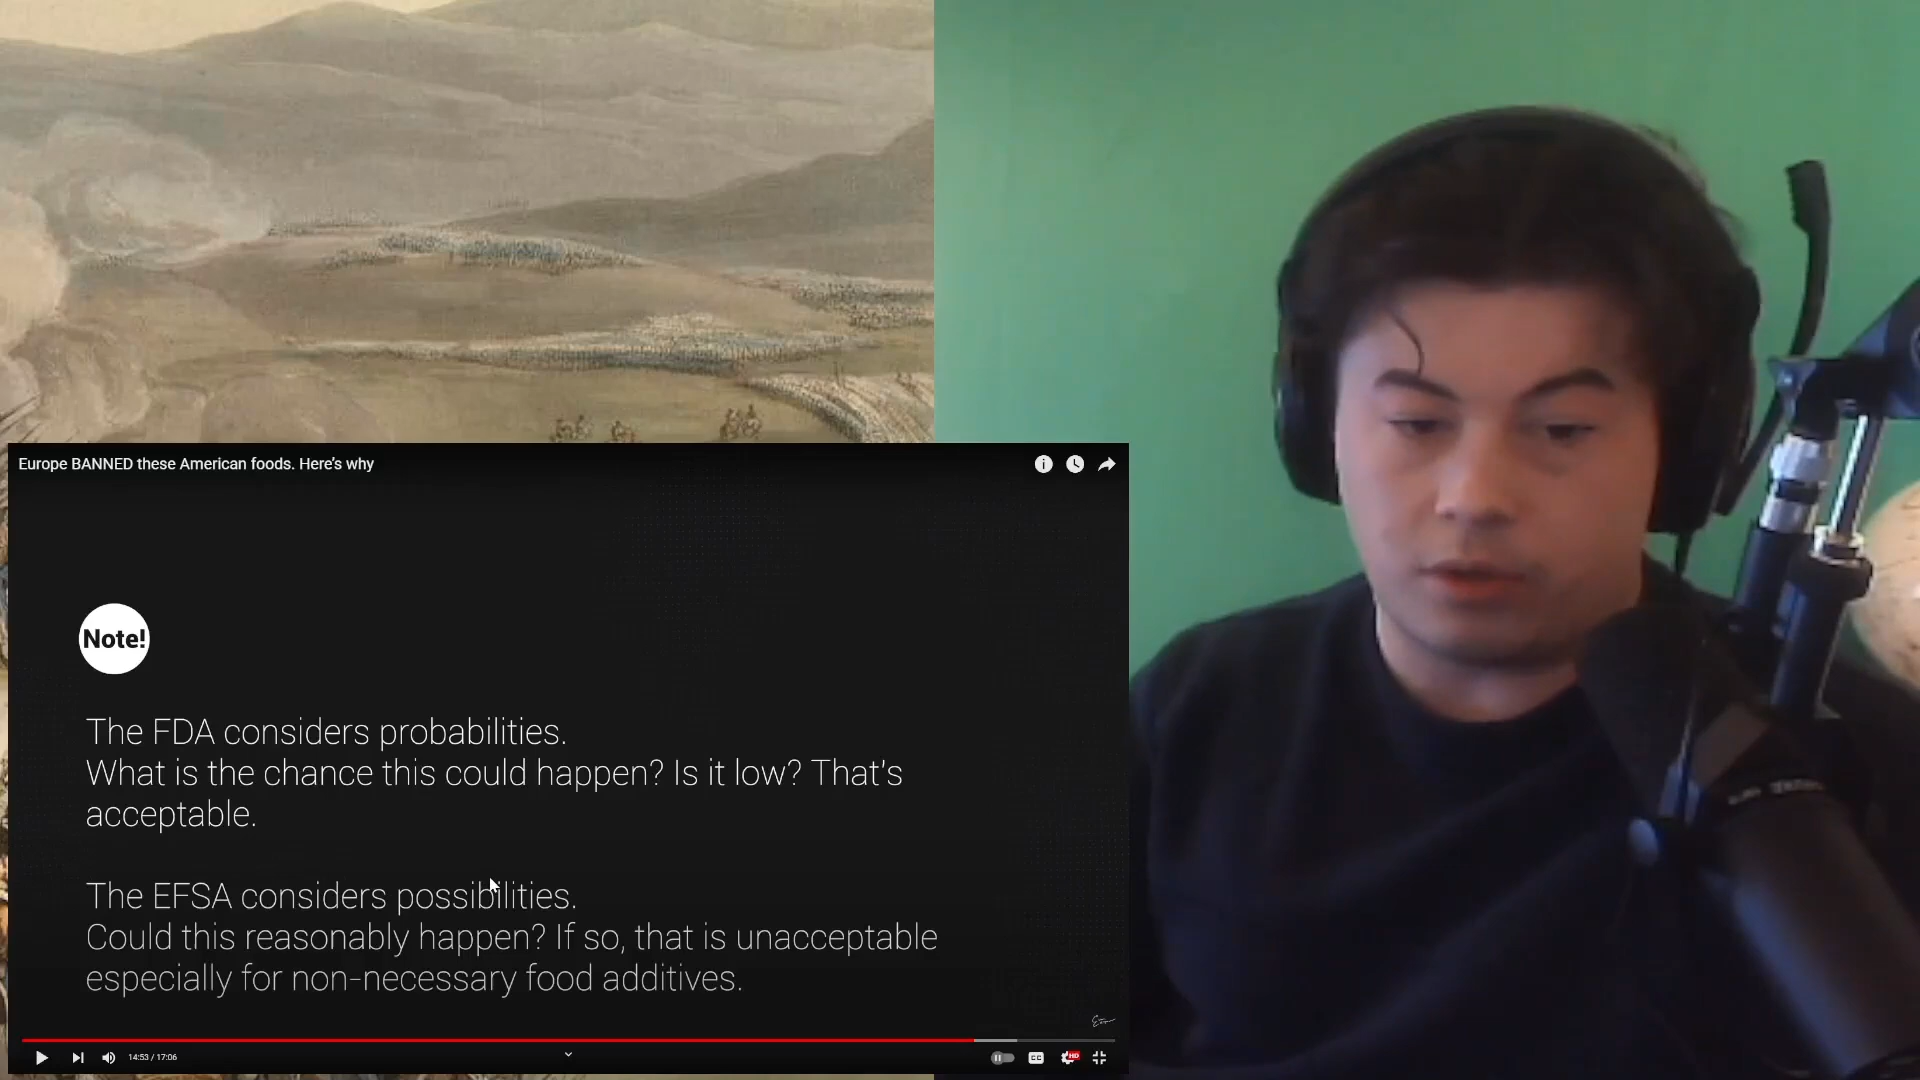 Europe BANNED these American foods. Here's why
Note!
The FDA considers probabilities.
What is the chance this could happen? Is it low? That's
acceptable.
The EFSA considers possibilities.
Could this reasonably happen? If so, that is unacceptable
especially for non-necessary food additives.
14:53 / 17:06
CC
HD